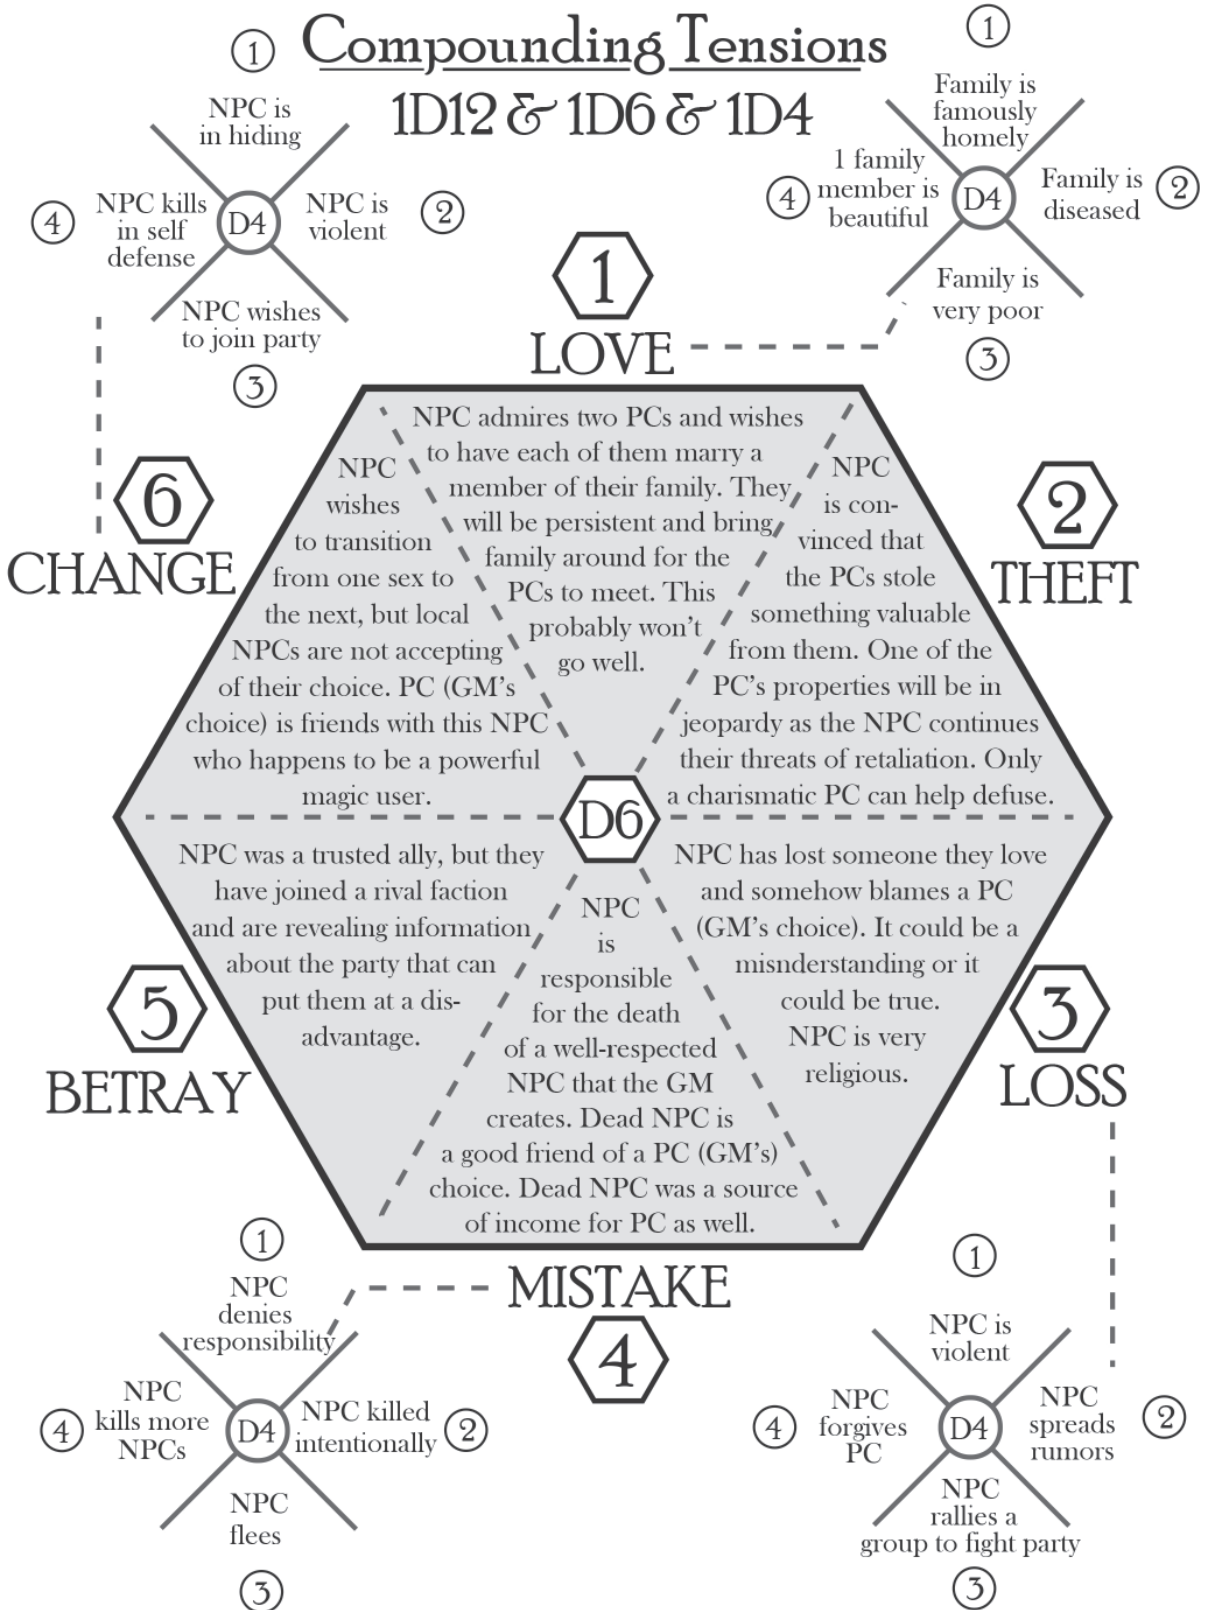 Compounding Tensions
1D12 & 1D6 & 1D4
1
NPC is
in hiding
2
NPC is
violent
3
NPC wishes
to join party
4
NPC kills
in self
defense
D4
1
Family is
famously
homely
2
Family is
diseased
3
Family is
very poor
4
1 family
member is
beautiful
D4
1
LOVE
NPC admires two PCs and wishes
to have each of them marry a
member of their family. They
will be persistent and bring
family around for the
PCs to meet. This
probably won't
go well.
2
THEFT
NPC
is con-
vinced that
the PCs stole
something valuable
from them. One of the
PC's properties will be in
jeopardy as the NPC continues
their threats of retaliation. Only
a charismatic PC can help defuse.
3
LOSS
NPC has lost someone they love
and somehow blames a PC
(GM's choice). It could be a
misnderstanding or it
could be true.
NPC is very
religious.
4
MISTAKE
NPC
is
responsible
for the death
of a well-respected
NPC that the GM
creates. Dead NPC is
a good friend of a PC (GM's)
choice. Dead NPC was a source
of income for PC as well.
5
BETRAY
NPC was a trusted ally, but they
have joined a rival faction
and are revealing information
about the party that can
put them at a dis-
advantage.
6
CHANGE
NPC
wishes
to transition
from one sex to
the next, but local
NPCs are not accepting
of their choice. PC (GM's
choice) is friends with this NPC
who happens to be a powerful
magic user.
D6
1
NPC
denies
responsibility
2
NPC killed
intentionally
3
NPC
flees
4
NPC
kills more
NPCs
D4
1
NPC is
violent
2
NPC
spreads
rumors
3
NPC
rallies a
group to fight party
4
NPC
forgives
PC
D4